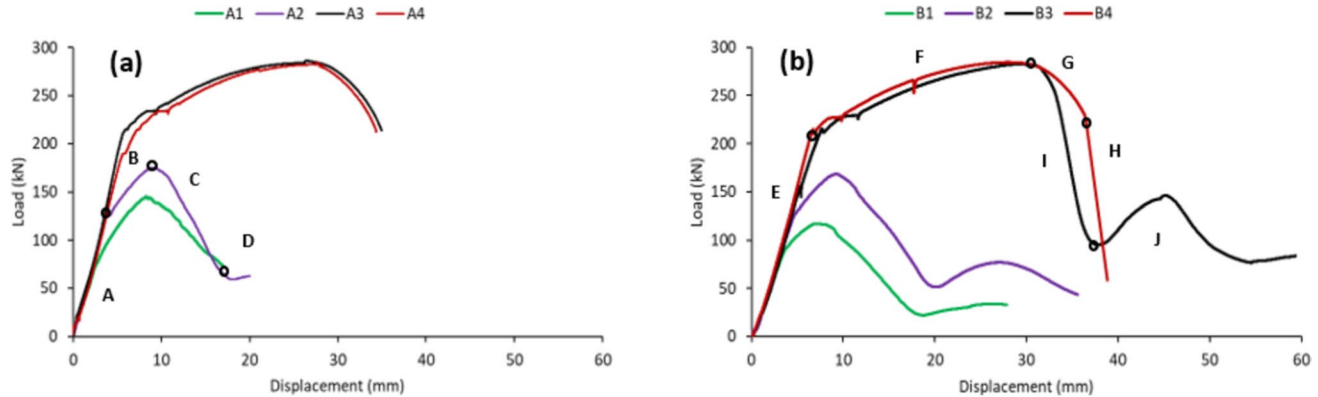 A1 A2 A3 A4
(a)
300
250
200
150
100
50
0
Load (kN)
A
B
C
D
0 10 20 30 40 50 60
Displacement (mm)
B1 B2 B3 B4
(b)
300
250
200
150
100
50
0
Load (kN)
E
F
G
H
I
J
0 10 20 30 40 50 60
Displacement (mm)